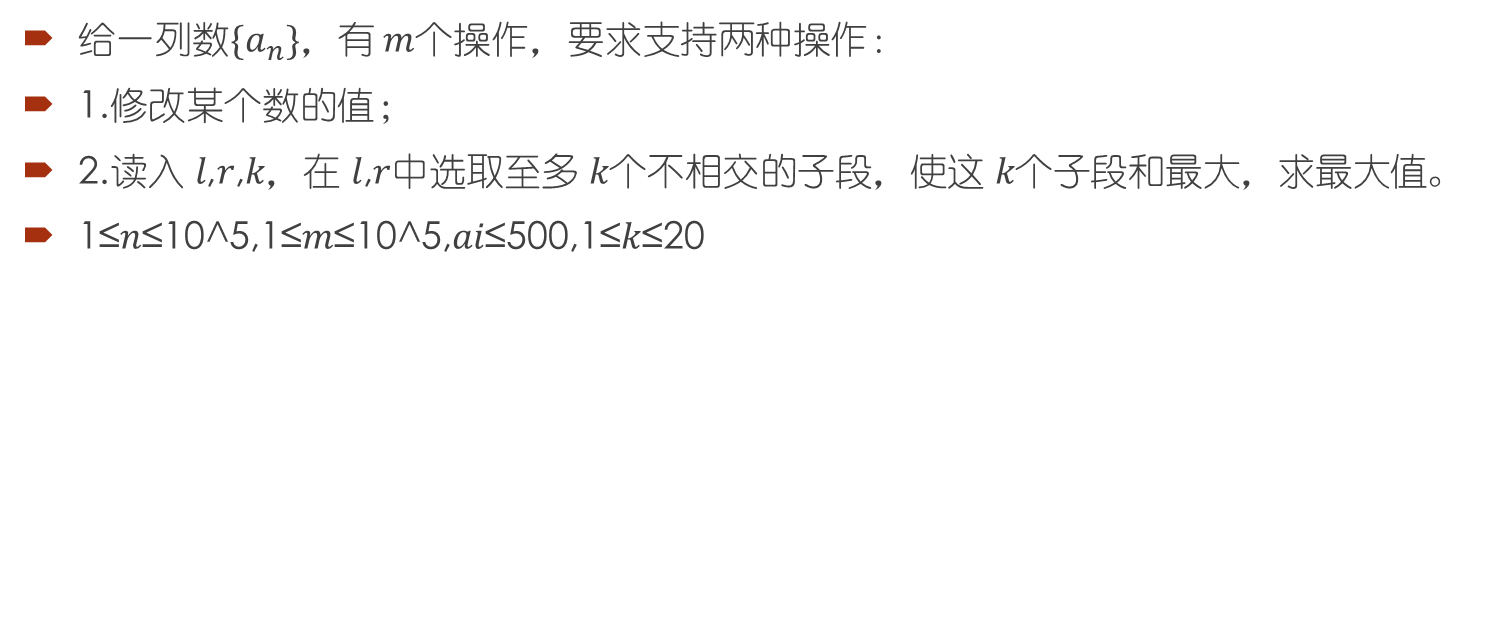 给一列数{aₙ}，有 m个操作，要求支持两种操作：
1.修改某个数的值；
2.读入 l,r,k，在 l,r中选取至多 k个不相交的子段，使这 k个子段和最大，求最大值。
1≤n≤10^5,1≤m≤10^5,ai≤500,1≤k≤20